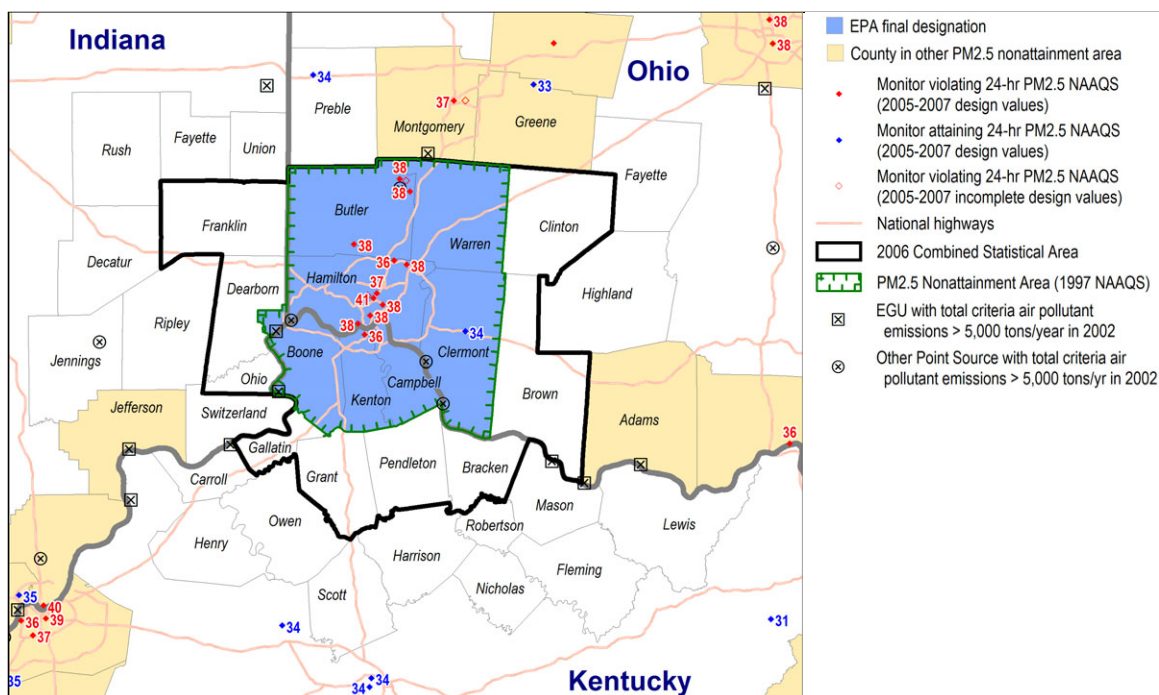 Indiana
Ohio
34
33
38
38
Preble
37
Montgomery
Greene
Rush
Fayette
Union
38
38
Fayette
Franklin
Butler
Clinton
Warren
Decatur
38
36
38
Hamilton
Dearborn
37
41
38
38
38
36
34
Highland
Ripley
Jennings
Boone
Clermont
Ohio
Campbell
Kenton
Brown
Jefferson
Switzerland
Adams
36
Gallatin
Grant
Pendleton
Bracken
Carroll
Mason
Owen
Robertson
Lewis
Henry
Harrison
Fleming
Nicholas
Scott
35
40
36
39
37
34
31
34
34
35
Kentucky
EPA final designation
County in other PM2.5 nonattainment area
Monitor violating 24-hr PM2.5 NAAQS
(2005-2007 design values)
Monitor attaining 24-hr PM2.5 NAAQS
(2005-2007 design values)
Monitor violating 24-hr PM2.5 NAAQS
(2005-2007 incomplete design values)
National highways
2006 Combined Statistical Area
PM2.5 Nonattainment Area (1997 NAAQS)
EGU with total criteria air pollutant
emissions > 5,000 tons/year in 2002
Other Point Source with total criteria air
pollutant emissions > 5,000 tons/yr in 2002